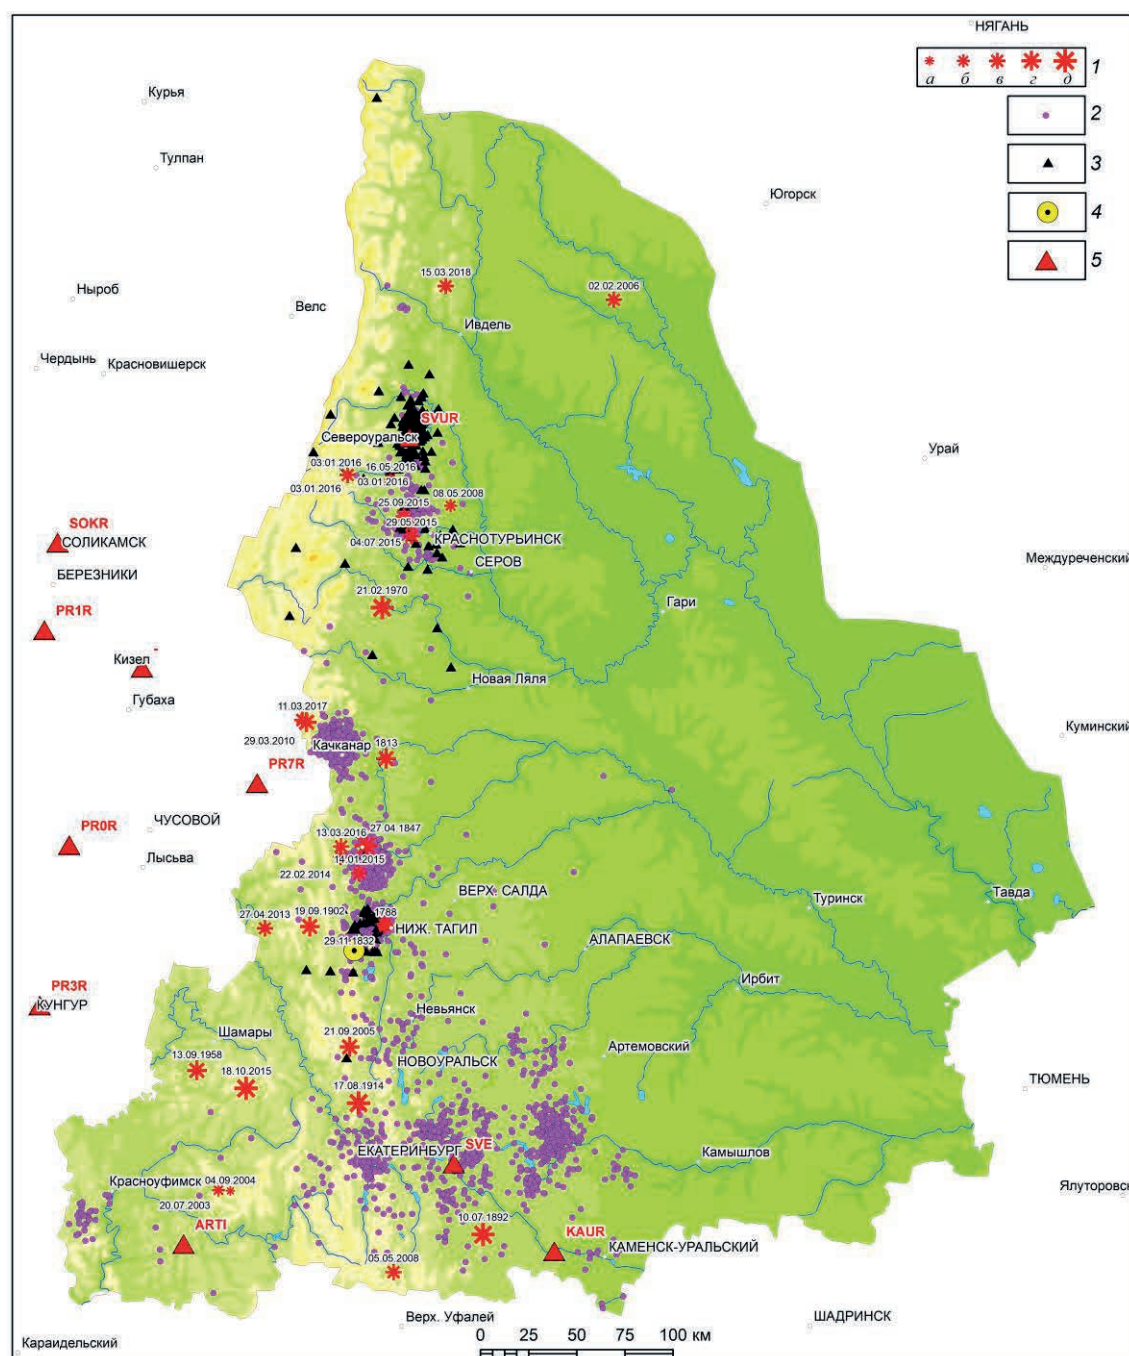 НЯГАНЬ
1
а б в г д
2
3
4
5
Курья
Тулпан
Югорск
15.03.2018
02.02.2006
Ныроб
Велс
Ивдель
Чердынь
Красновишерск
SVUR
Североуральск
Урай
03.01.2016
16.05.2016
03.01.2016
03.01.2016
08.05.2008
25.09.2015
29.05.2015
04.07.2015
КРАСНОТУРЬИНСК
СЕРОВ
SOKR
СОЛИКАМСК
БЕРЕЗНИКИ
Междуреченский
21.02.1970
Гари
PR1R
Кизел
Новая Ляля
Губаха
11.03.2017
29.03.2010
Качканар
1813
Куминский
PR7R
PR0R
ЧУСОВОЙ
Лысьва
13.03.2016
27.04.1847
14.01.2015
22.02.2014
ВЕРХ. САЛДА
Туринск
Тавда
27.04.2013
19.09.1902
1788
НИЖ. ТАГИЛ
29.11.1832
АЛАПАЕВСК
Ирбит
PR3R
КУНГУР
Невьянск
Шамары
21.09.2005
Артемовский
13.09.1958
18.10.2015
НОВОУРАЛЬСК
ТЮМЕНЬ
17.08.1914
ЕКАТЕРИНБУРГ
SVE
Камышлов
Красноуфимск
04.09.2004
20.07.2003
Ялуторовск
ARTI
10.07.1892
KAUR
КАМЕНСК-УРАЛЬСКИЙ
05.05.2008
Верх. Уфалей
ШАДРИНСК
Караидельский
0 25 50 75 100 км